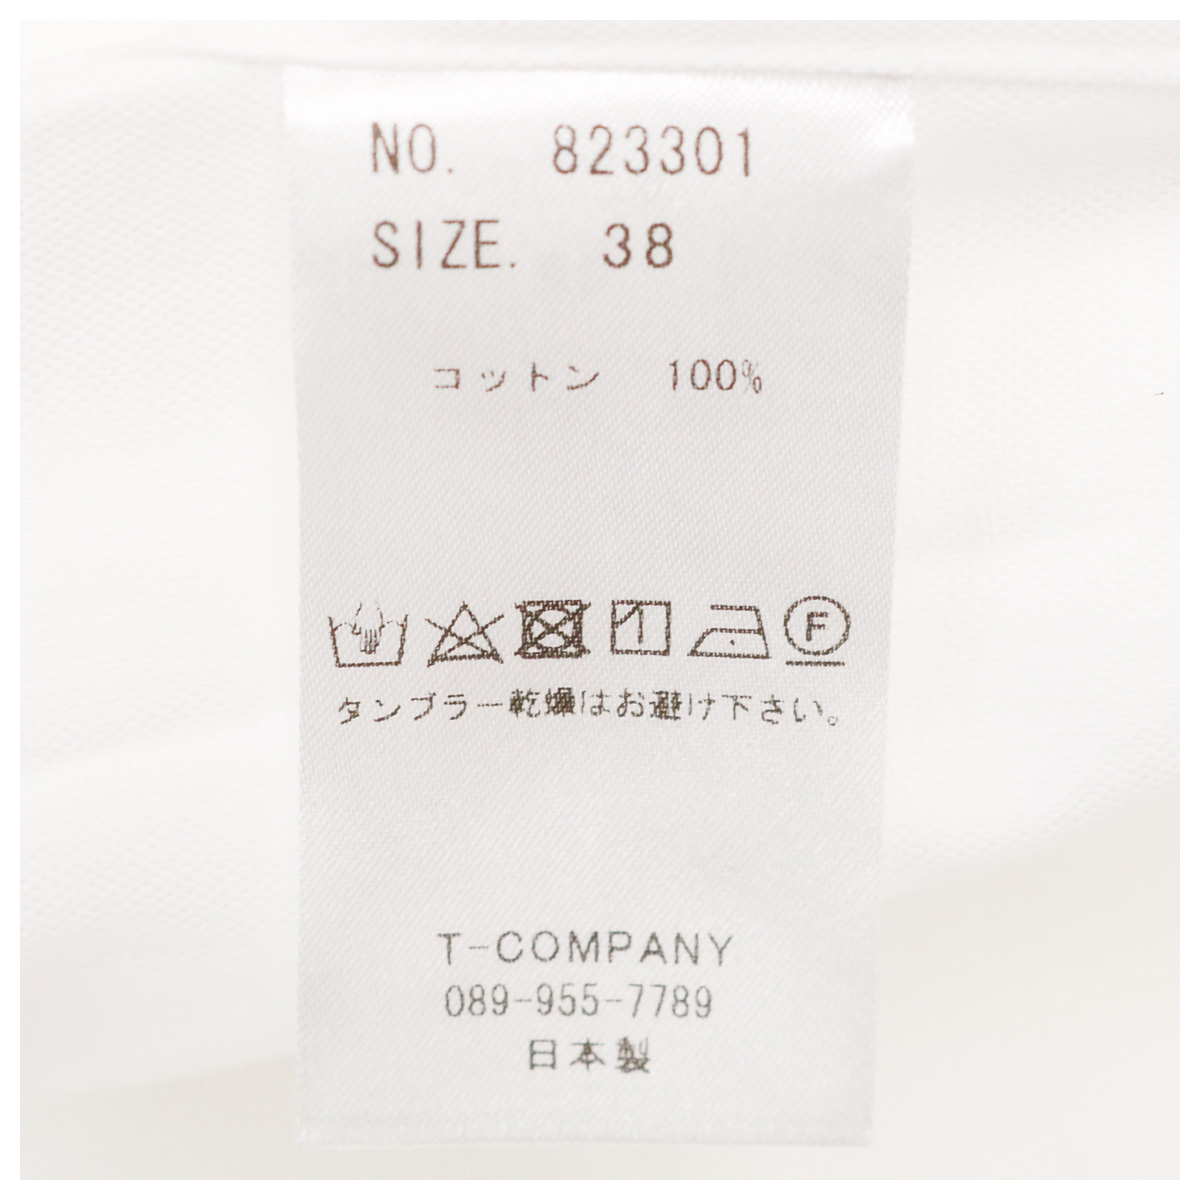 NO. 823301
SIZE. 38
コットン 100%
F
タンブラー乾燥はお避け下さい。
T-COMPANY
089-955-7789
日本製